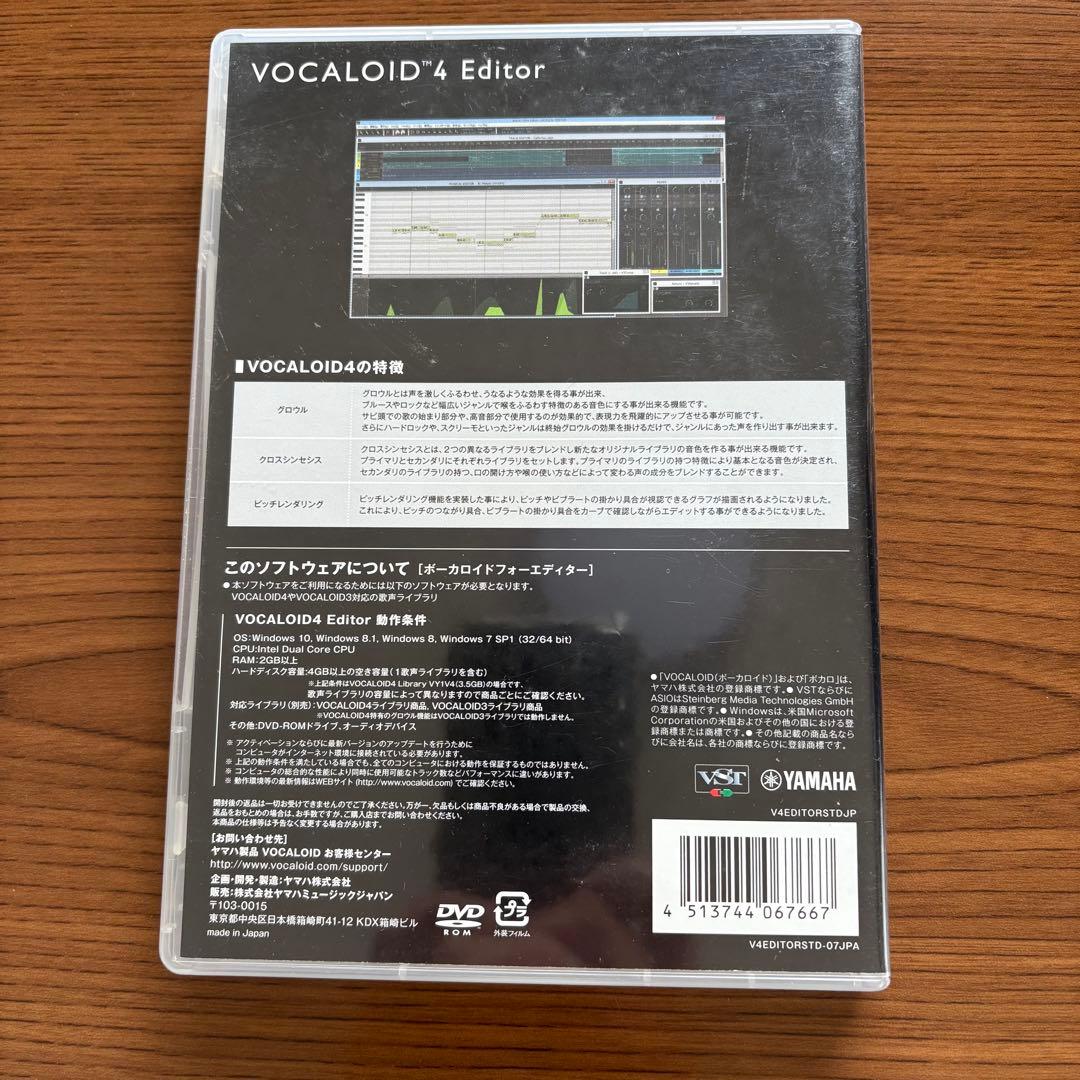 VOCALOID™4 Editor
VOCALOID4の特徴
グロウル
グロウルとは声を激しくふるわせ、うなるような効果を得る事が出来、
ブルースやロックなど幅広いジャンルで喉をふるわす特徴のある音色にする事が出来る機能です。
サビ頭での歌の始まり部分や、高音部分で使用するのが効果的で、表現力を飛躍的にアップさせる事が可能です。
さらにハードロックや、スクリーモといったジャンルは終始グロウルの効果を掛けるだけで、ジャンルにあった声を作り出す事が出来ます。
クロスシンセシス
クロスシンセシスとは、2つの異なるライブラリをブレンドし新たなオリジナルライブラリの音色を作る事が出来る機能です。
プライマリとセカンダリにそれぞれライブラリをセットします。プライマリのライブラリの持つ特徴により基本となる音色が決定され、
セカンダリのライブラリの持つ、口の開け方や喉の使い方などによって変わる声の成分をブレンドすることができます。
ピッチレンダリング
ピッチレンダリング機能を実装した事により、ピッチやビブラートの掛かり具合が視認できるグラフが描画されるようになりました。
これにより、ピッチのつながり具合、ビブラートの掛かり具合をカーブで確認しながらエディットする事ができるようになりました。
このソフトウェアについて [ボーカロイドフォーエディター]
● 本ソフトウェアをご利用になるためには以下のソフトウェアが必要となります。
VOCALOID4やVOCALOID3対応の歌声ライブラリ
VOCALOID4 Editor 動作条件
OS:Windows 10, Windows 8.1, Windows 8, Windows 7 SP1 (32/64 bit)
CPU:Intel Dual Core CPU
RAM:2GB以上
ハードディスク容量:4GB以上の空き容量(1歌声ライブラリを含む)
※上記条件はVOCALOID4 Library VY1V4(3.5GB)の場合です、
歌声ライブラリの容量によって異なりますので商品ごとにご確認ください。
対応ライブラリ(別売):VOCALOID4ライブラリ商品、VOCALOID3ライブラリ商品
※VOCALOID4特有のグロウル機能はVOCALOID3ライブラリでは動作しません。
その他:DVD-ROMドライブ、オーディオデバイス
※ アクティベーションならびに最新バージョンのアップデートを行うために
コンピュータがインターネット環境に接続されている必要があります。
※ 上記の動作条件を満たしている場合でも、全てのコンピュータにおける動作を保証するものではありません。
※ コンピュータの総合的な性能により同時に使用可能なトラック数などパフォーマンスに違いがあります。
※ 動作環境等の最新情報はWEBサイト (http://www.vocaloid.com) でご確認ください。
開封後の返品は一切お受けできませんのでご了承ください。万が一、欠品もしくは商品不良がある場合で製品の交換、
返品をおもとめの場合は、お手数ですが、ご購入店までお問い合わせください。
本商品の仕様等は予告なく変更する場合があります。
[お問い合わせ先]
ヤマハ製品 VOCALOID お客様センター
http://www.vocaloid.com/support/
企画・開発・製造:ヤマハ株式会社
販売:株式会社ヤマハミュージックジャパン
〒103-0015
東京都中央区日本橋箱崎町41-12 KDX箱崎ビル
made in Japan
DVD
ROM
プラ
外装フィルム
●「VOCALOID(ボーカロイド)」および「ボカロ」は、
ヤマハ株式会社の登録商標です。● VSTならびに
ASIOはSteinberg Media Technologies GmbH
の登録商標です。● Windowsは、米国Microsoft
Corporationの米国およびその他の国における登
録商標または商標です。● その他記載の商品名なら
びに会社名は、各社の商標ならびに登録商標です。
VST
YAMAHA
V4EDITORSTDJP
4 513744 067667
V4EDITORSTD-07JPA